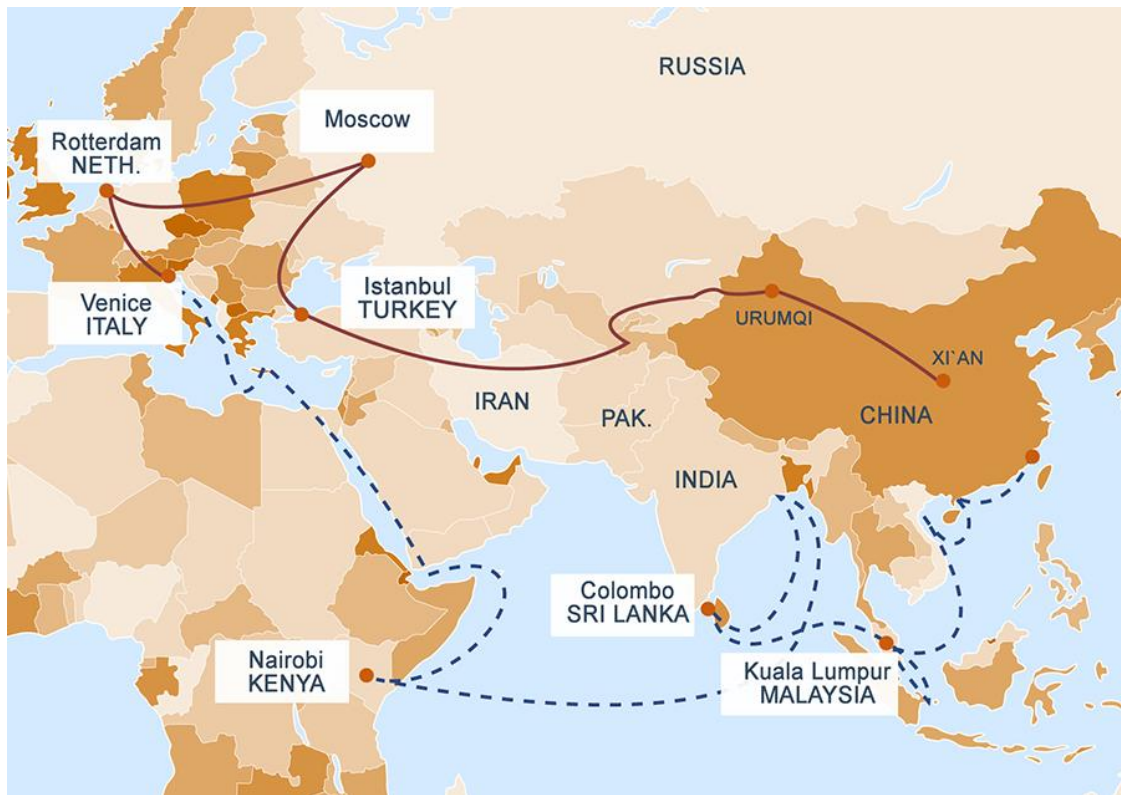 RUSSIA
Moscow
Rotterdam
NETH.
Venice
ITALY
Istanbul
TURKEY
URUMQI
XI`AN
IRAN
PAK.
CHINA
INDIA
Colombo
SRI LANKA
Nairobi
KENYA
Kuala Lumpur
MALAYSIA